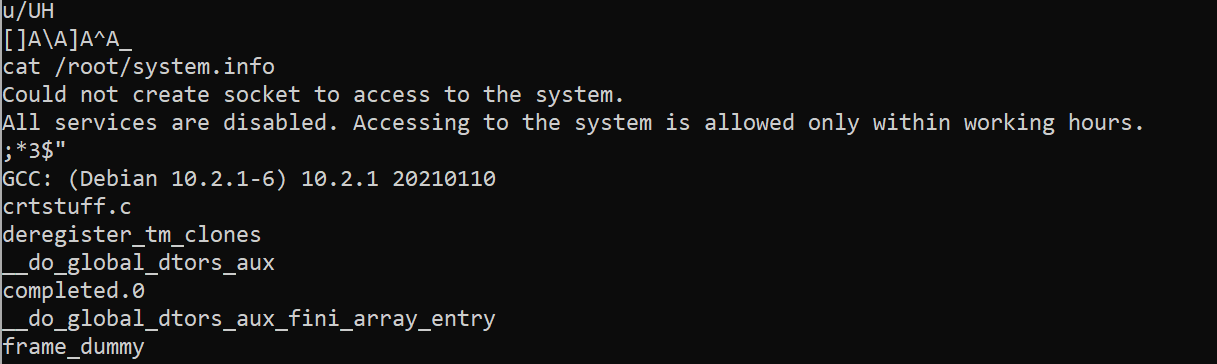 u/UH
[]A\A]A^A_
cat /root/system.info
Could not create socket to access to the system.
All services are disabled. Accessing to the system is allowed only within working hours.
;*3$"
GCC: (Debian 10.2.1-6) 10.2.1 20210110
crtstuff.c
deregister_tm_clones
__do_global_dtors_aux
completed.0
__do_global_dtors_aux_fini_array_entry
frame_dummy